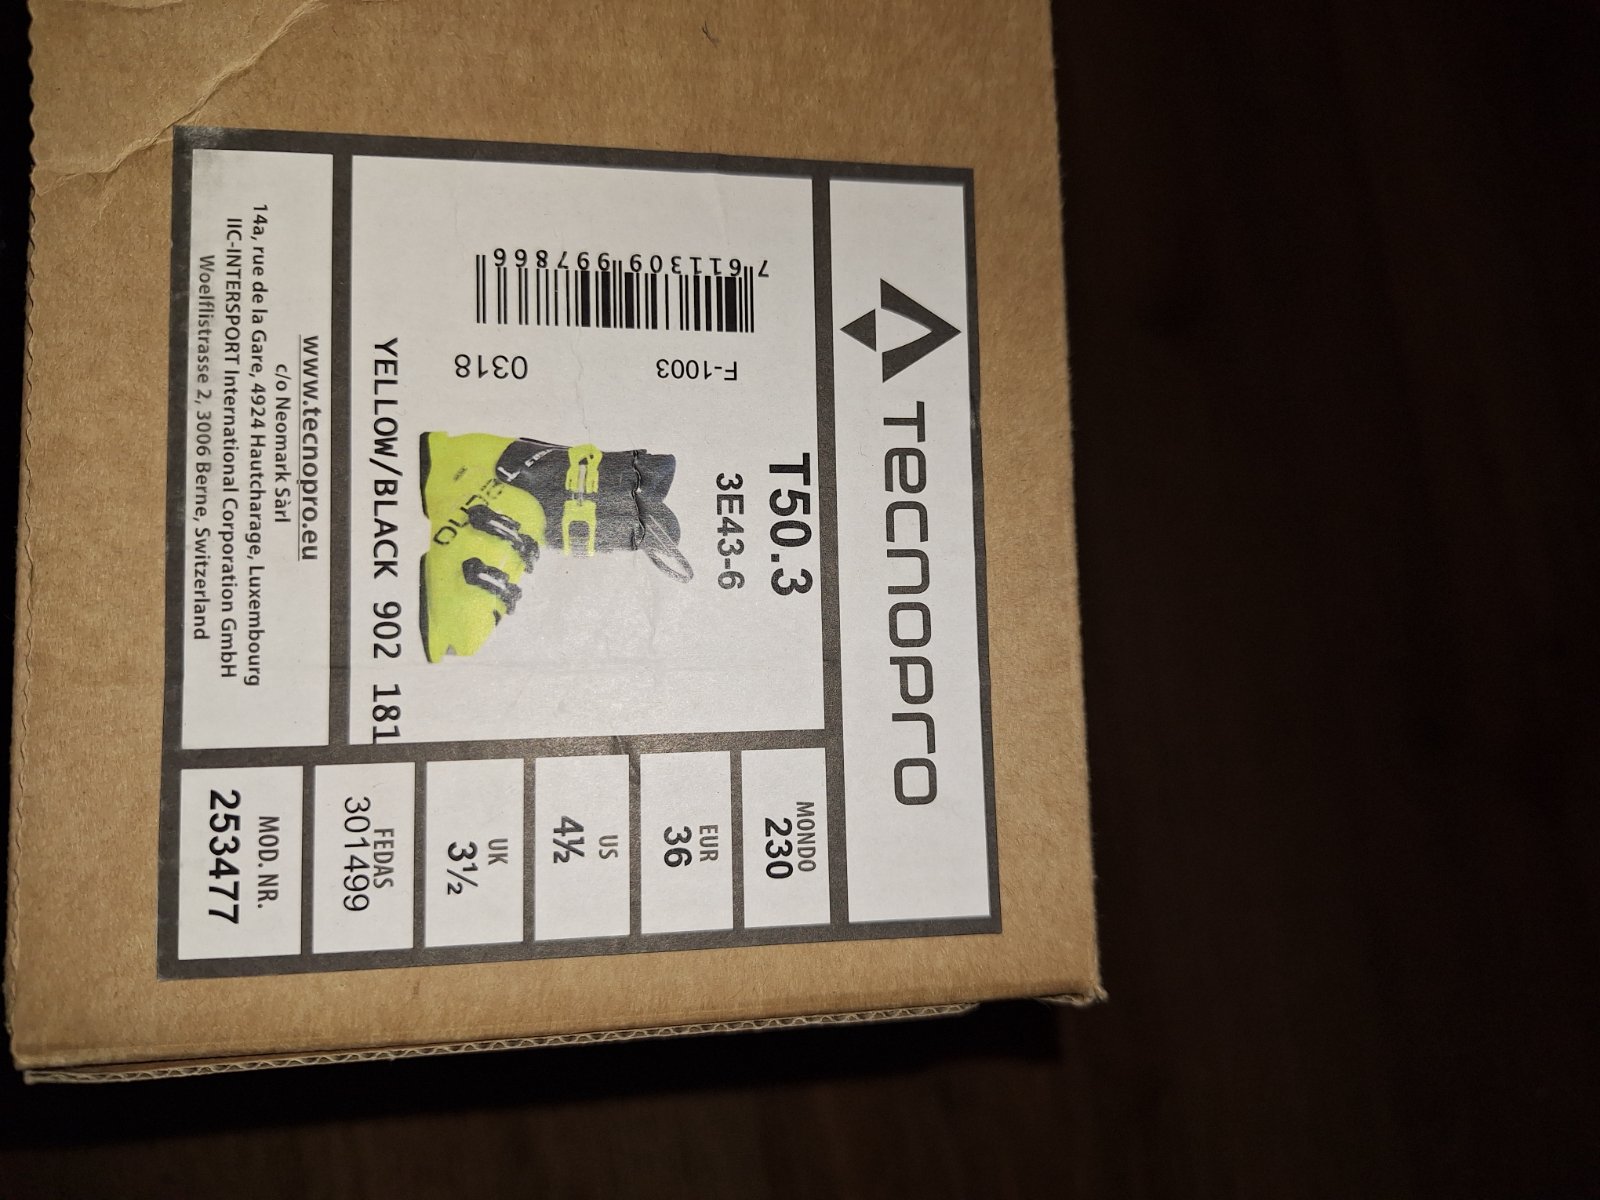 TECNOPRO
T50.3
3E43-6
F-1003
0318
7 611309 997866
YELLOW/BLACK 902 181
MONDO
230
EUR
36
US
4½
UK
3½
FEDAS
301499
MOD. NR.
253477
www.tecnopro.eu
c/o Neomark Sàrl
14a, rue de la Gare, 4924 Hautcharage, Luxembourg
IIC-INTERSPORT International Corporation GmbH
Woelflistrasse 2, 3006 Berne, Switzerland